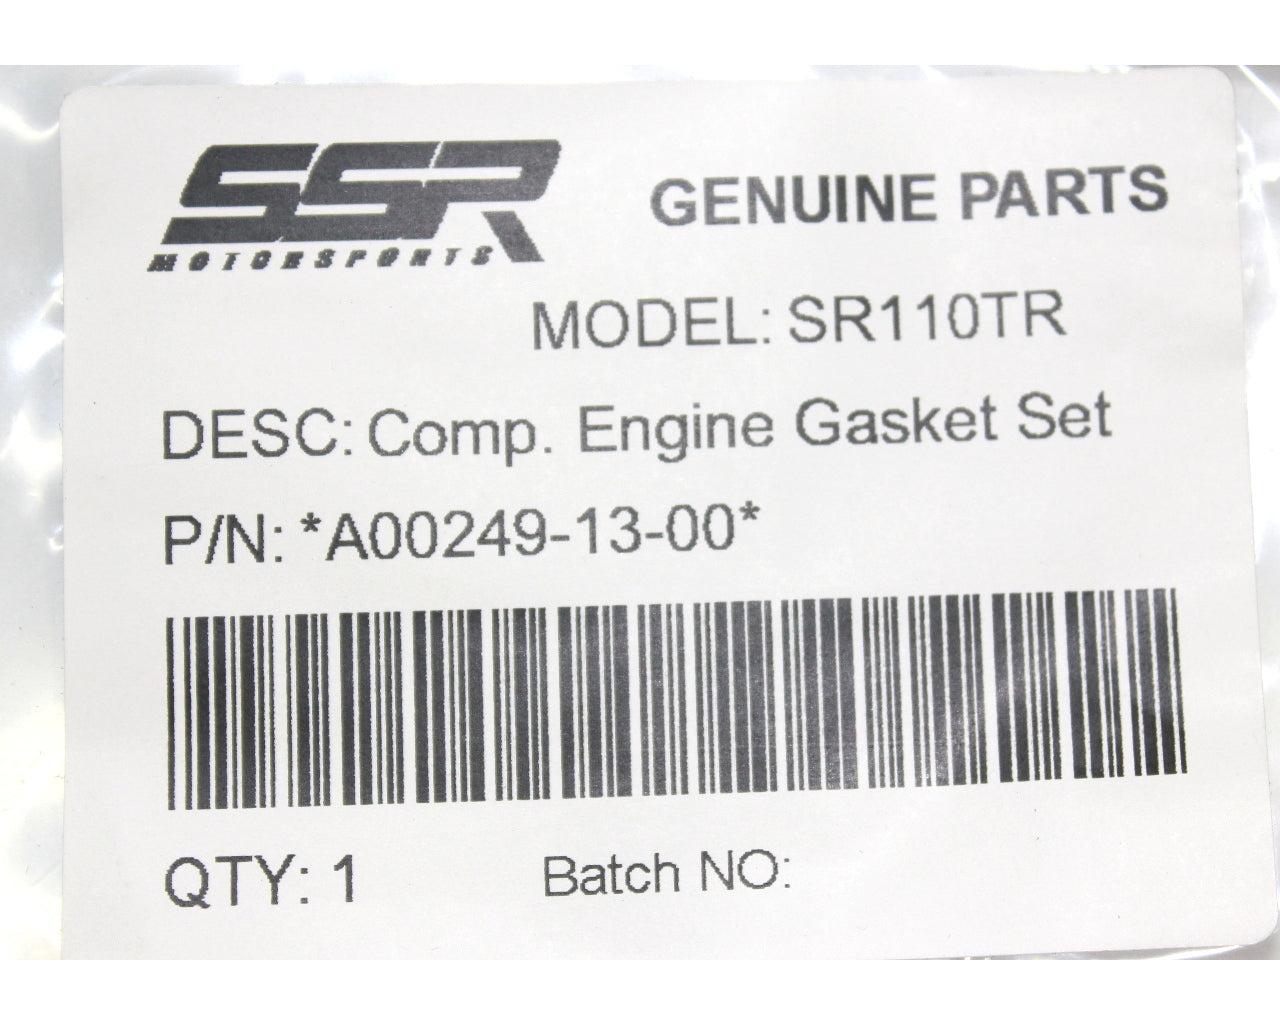 SSR
MOTORSPORTS
GENUINE PARTS
MODEL: SR110TR
DESC: Comp. Engine Gasket Set
P/N: *A00249-13-00*
QTY: 1 Batch NO: